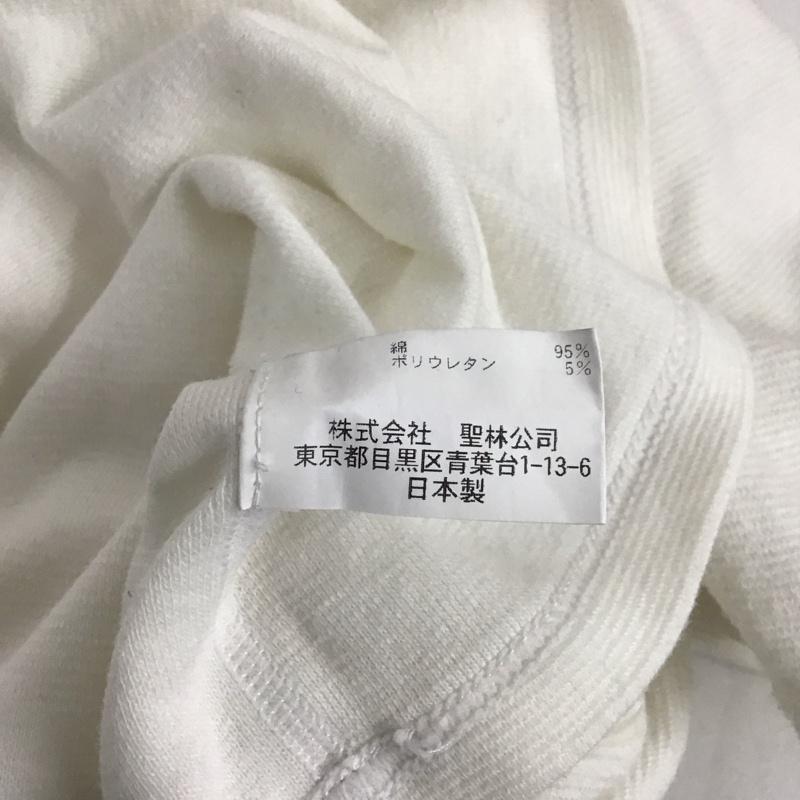 綿 95%
ポリウレタン 5%
株式会社 聖林公司
東京都目黒区青葉台1-13-6
日本製